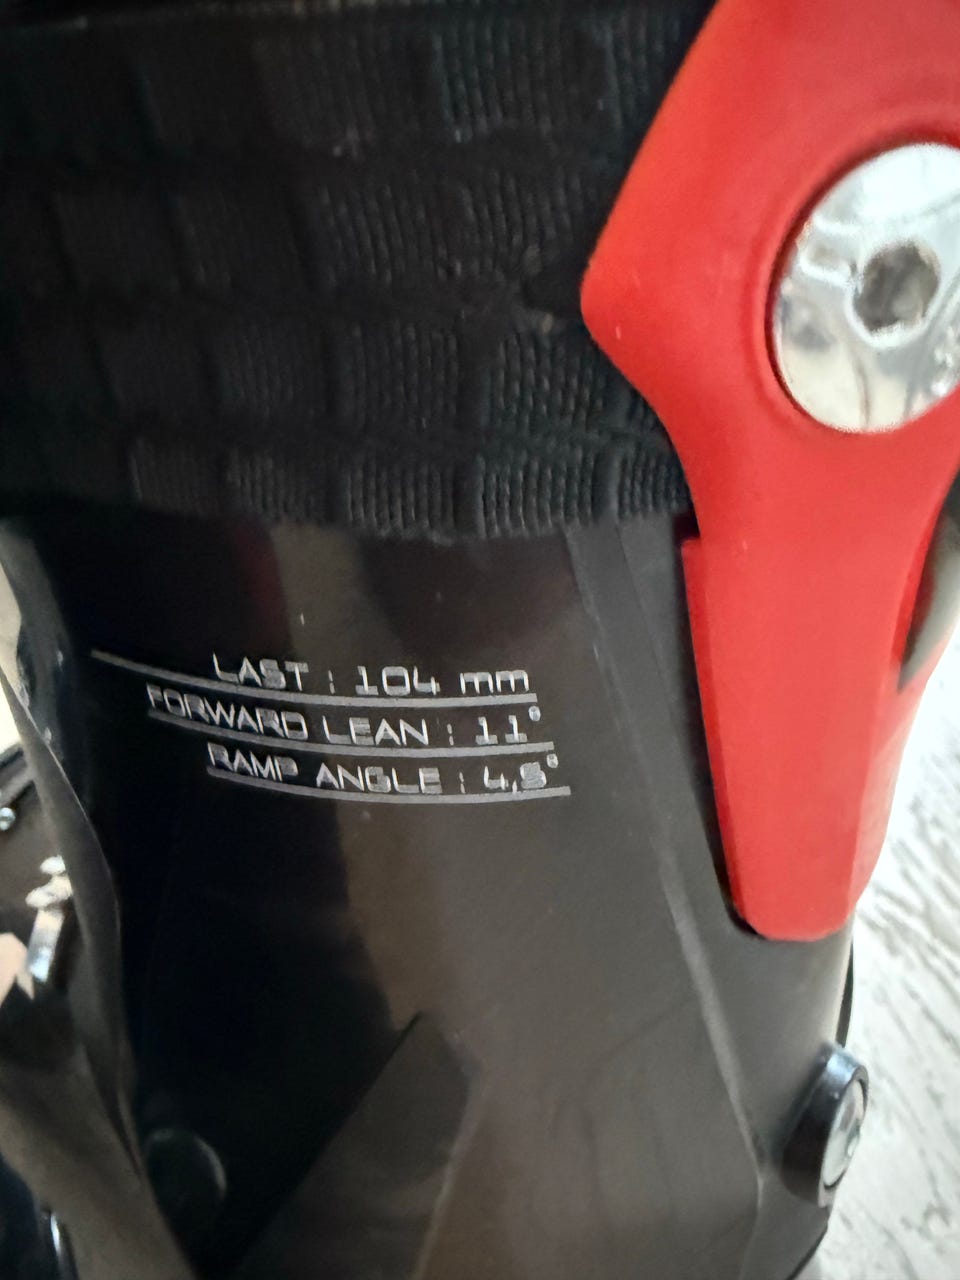 LAST : 104 mm
FORWARD LEAN : 11°
RAMP ANGLE : 4,5°